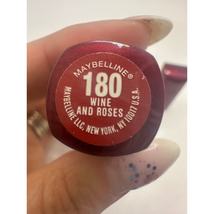 MAYBELLINE®
180
WINE
AND ROSES
MAYBELLINE LLC, NEW YORK, NY 10017 U.S.A.